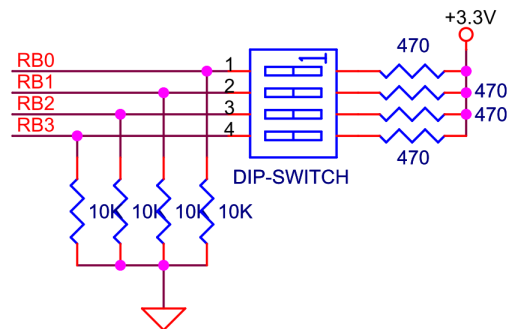 +3.3V
470
RB0 1
RB1 2 470
RB2 3 470
RB3 4
470
DIP-SWITCH
10K 10K 10K 10K